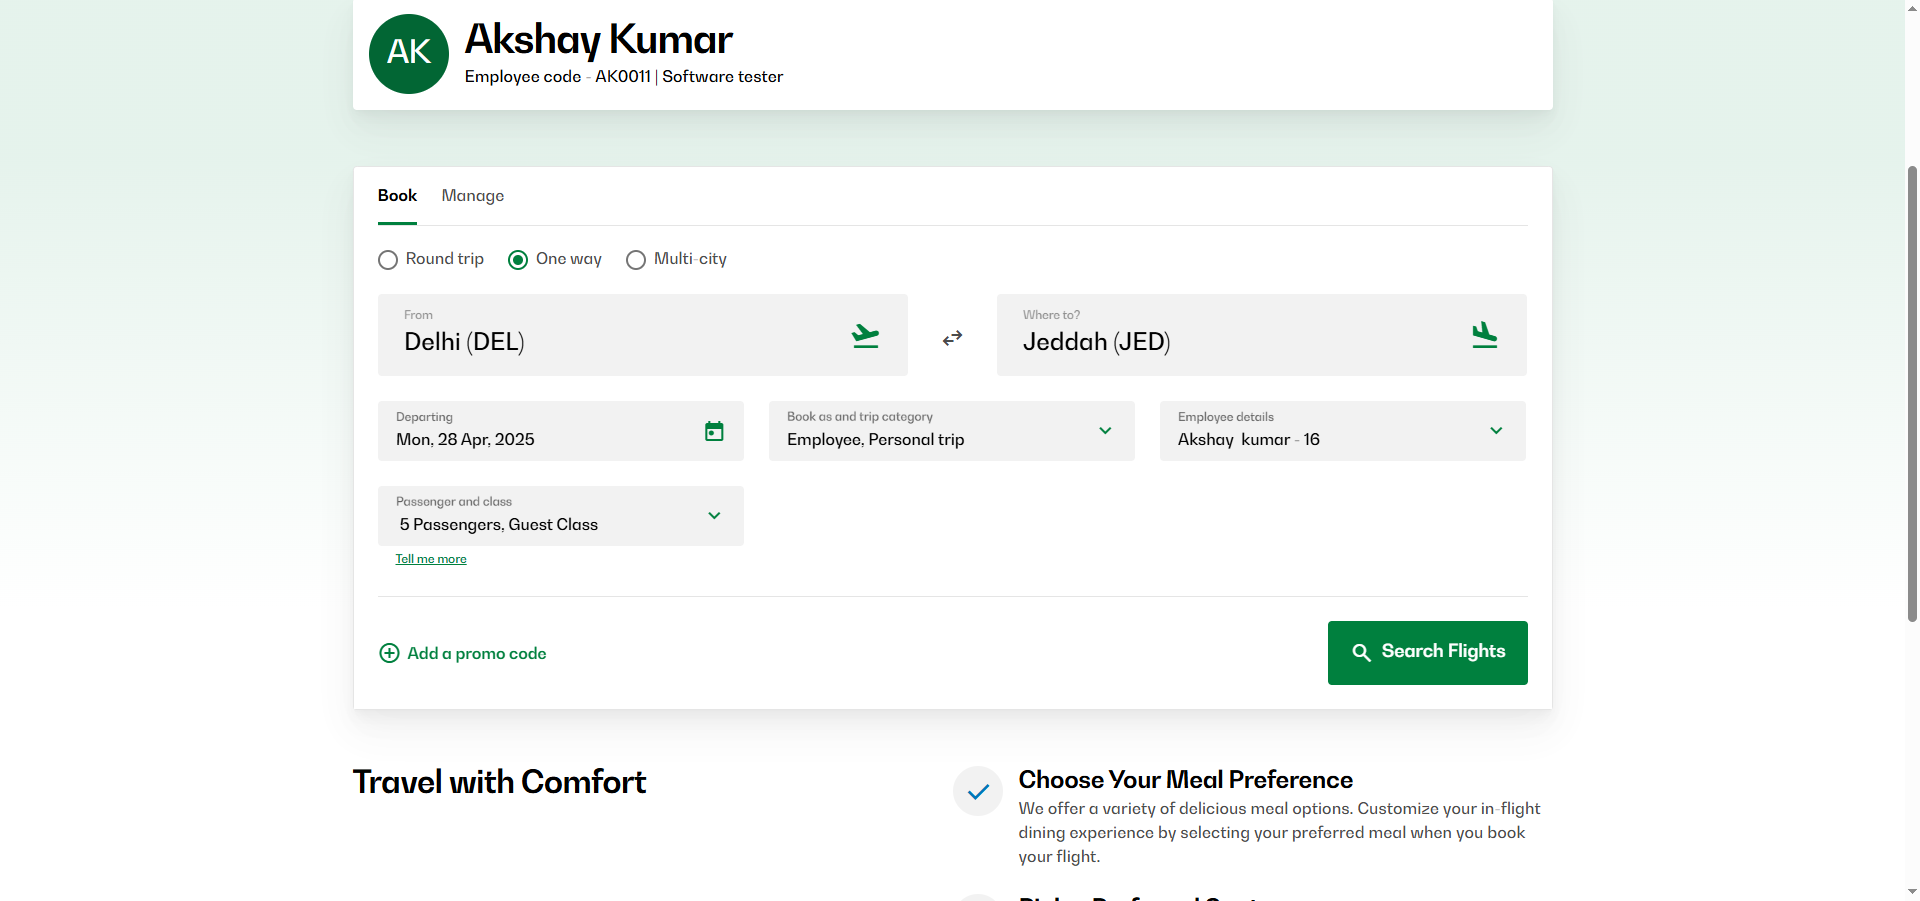 AK
Akshay Kumar
Employee code - AK0011 | Software tester
Book
Manage
Round trip
One way
Multi-city
From
Delhi (DEL)
Where to?
Jeddah (JED)
Departing
Mon, 28 Apr, 2025
Book as and trip category
Employee, Personal trip
Employee details
Akshay kumar - 16
Passenger and class
5 Passengers, Guest Class
Tell me more
Add a promo code
Search Flights
Travel with Comfort
Choose Your Meal Preference
We offer a variety of delicious meal options. Customize your in-flight
dining experience by selecting your preferred meal when you book
your flight.